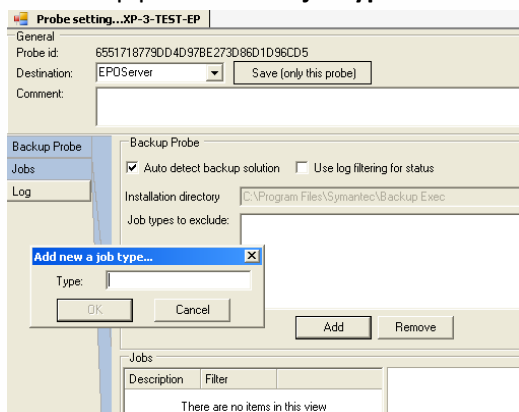 Probe setting...XP-3-TEST-EP
General
Probe id: 6551718779DD4D97BE273D86D1D96CD5
Destination: EPOServer Save (only this probe)
Comment:
Backup Probe
Jobs
Log
Backup Probe
Auto detect backup solution Use log filtering for status
Installation directory C:\Program Files\Symantec\Backup Exec
Job types to exclude:
Add new a job type...
Type:
OK Cancel
Add Remove
Jobs
Description Filter
There are no items in this view